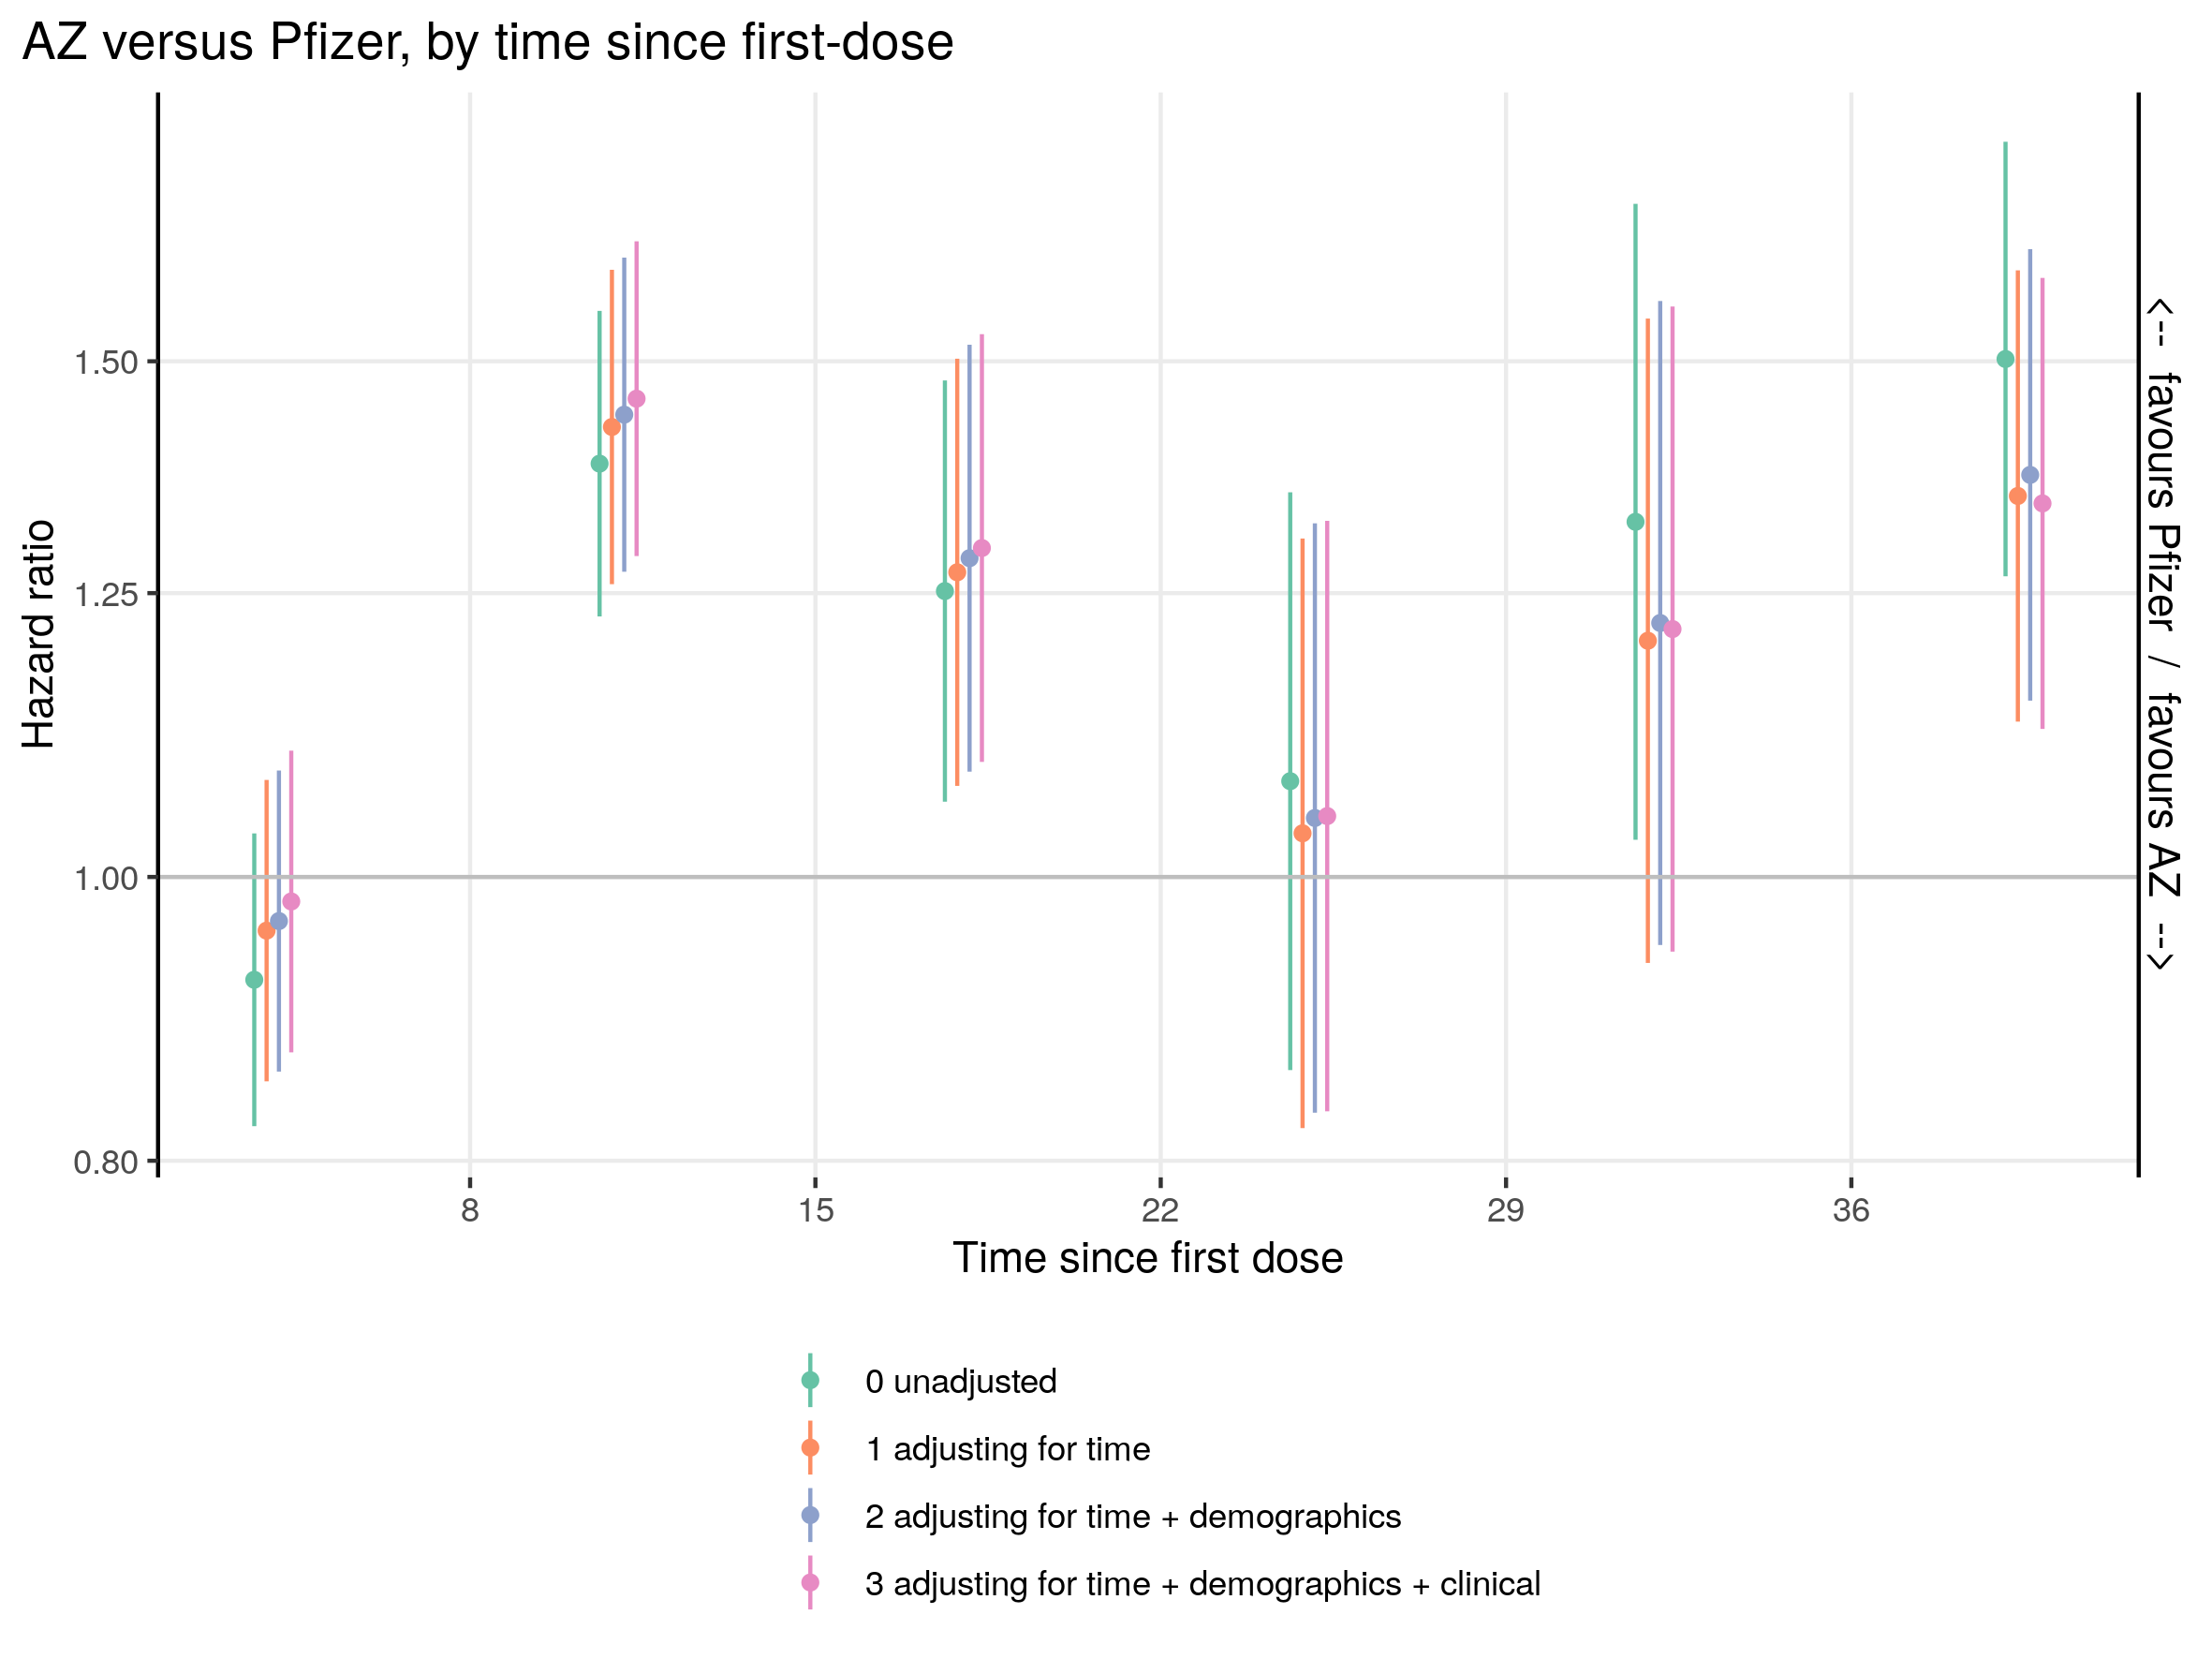 AZ versus Pfizer, by time since first-dose
Hazard ratio
1.50
1.25
1.00
0.80
<-- favours Pfizer / favours AZ -->
8
15
22
29
36
Time since first dose
0 unadjusted
1 adjusting for time
2 adjusting for time + demographics
3 adjusting for time + demographics + clinical